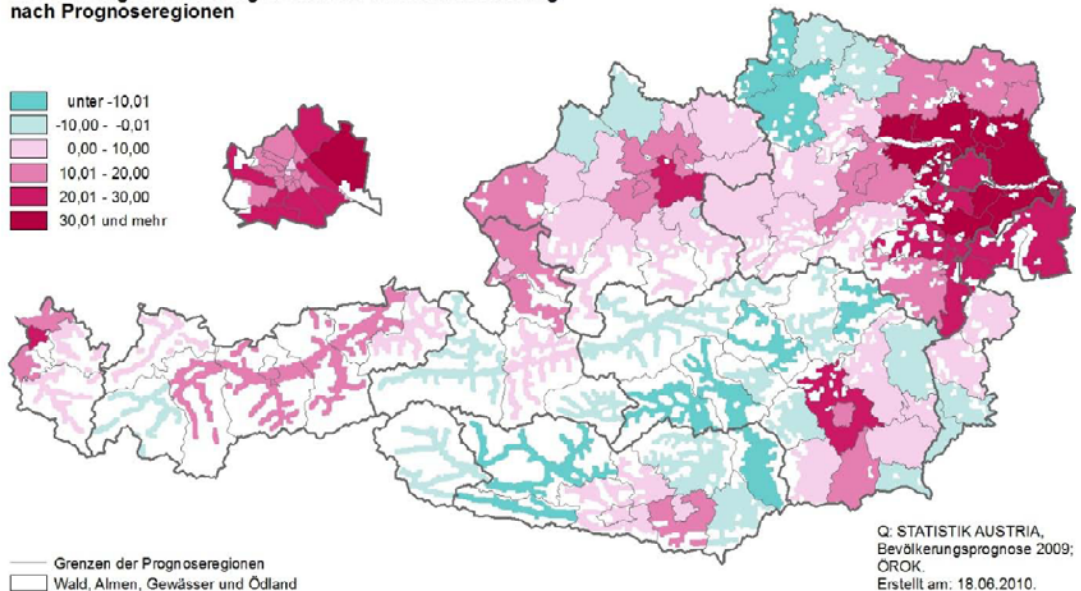 nach Prognoseregionen
unter -10,01
-10,00 - -0,01
0,00 - 10,00
10,01 - 20,00
20,01 - 30,00
30,01 und mehr
Grenzen der Prognoseregionen
Wald, Almen, Gewässer und Ödland
Q: STATISTIK AUSTRIA,
Bevölkerungsprognose 2009;
ÖROK.
Erstellt am: 18.06.2010.